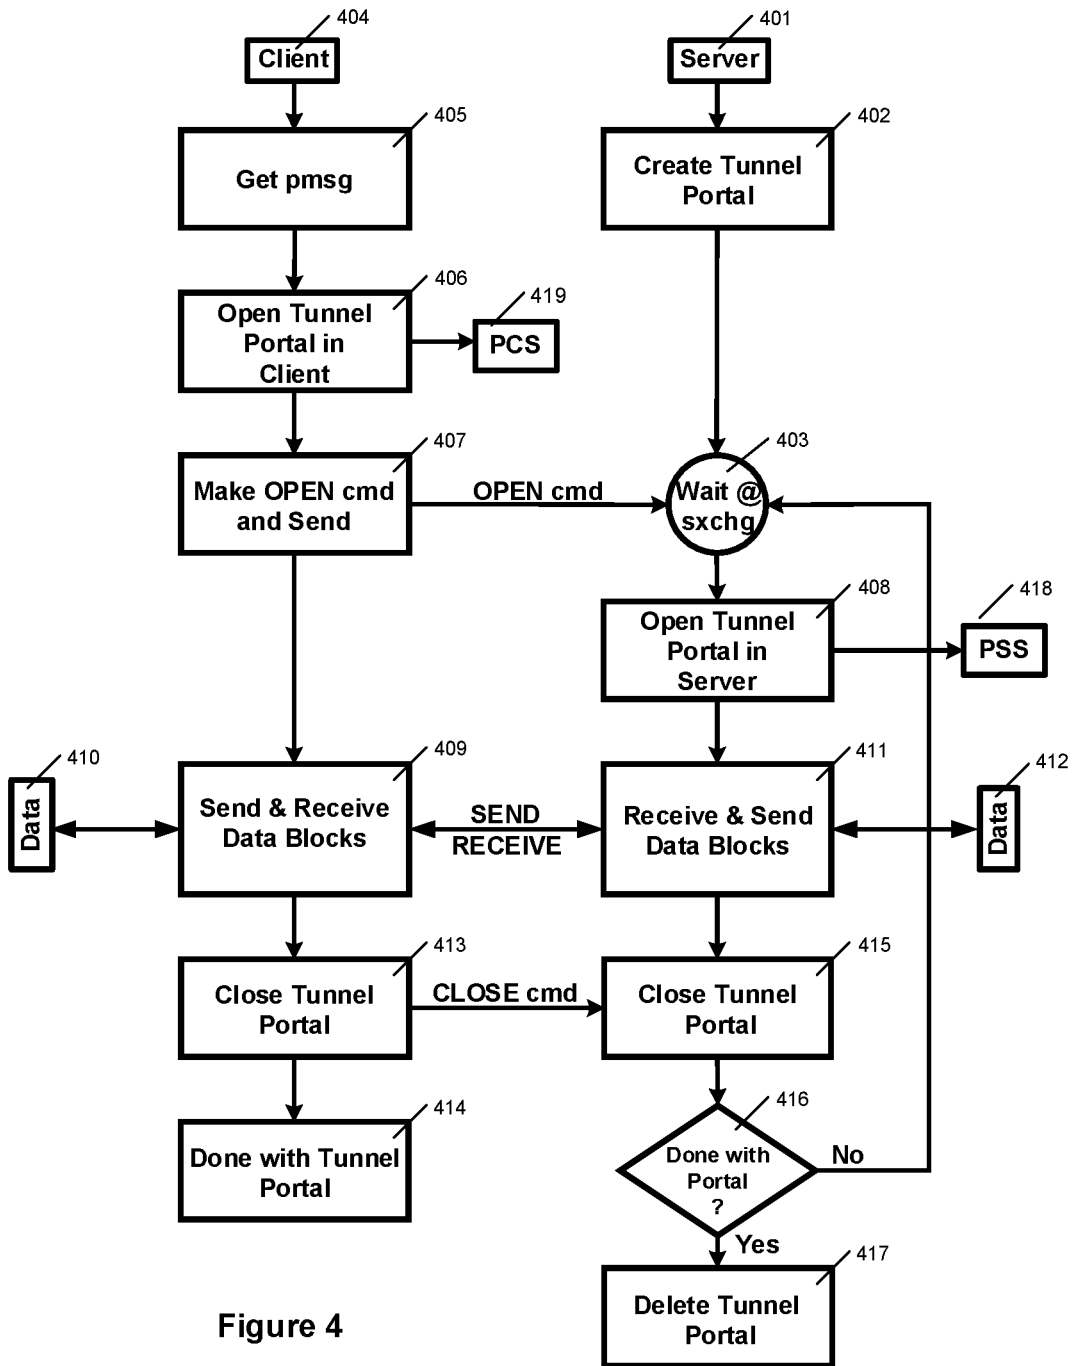 404
Client
401
Server
405
Get pmsg
402
Create Tunnel
Portal
406
Open Tunnel
Portal in
Client
419
PCS
407
Make OPEN cmd
and Send
OPEN cmd
403
Wait @
sxchg
408
Open Tunnel
Portal in
Server
418
PSS
410
Data
409
Send & Receive
Data Blocks
SEND
RECEIVE
411
Receive & Send
Data Blocks
412
Data
413
Close Tunnel
Portal
CLOSE cmd
415
Close Tunnel
Portal
414
Done with Tunnel
Portal
416
Done with
Portal
?
No
Yes
417
Delete Tunnel
Portal
Figure 4